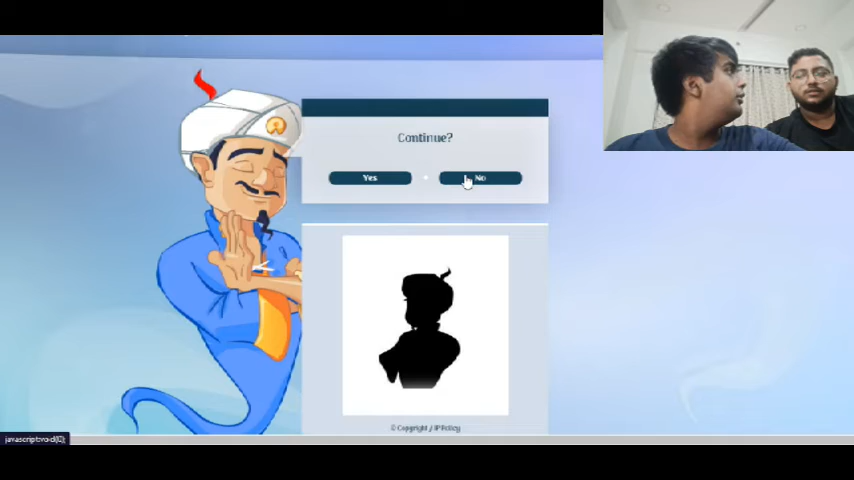 Continue?
Yes
No
© Copyright / IP Policy
javascript:void(0);